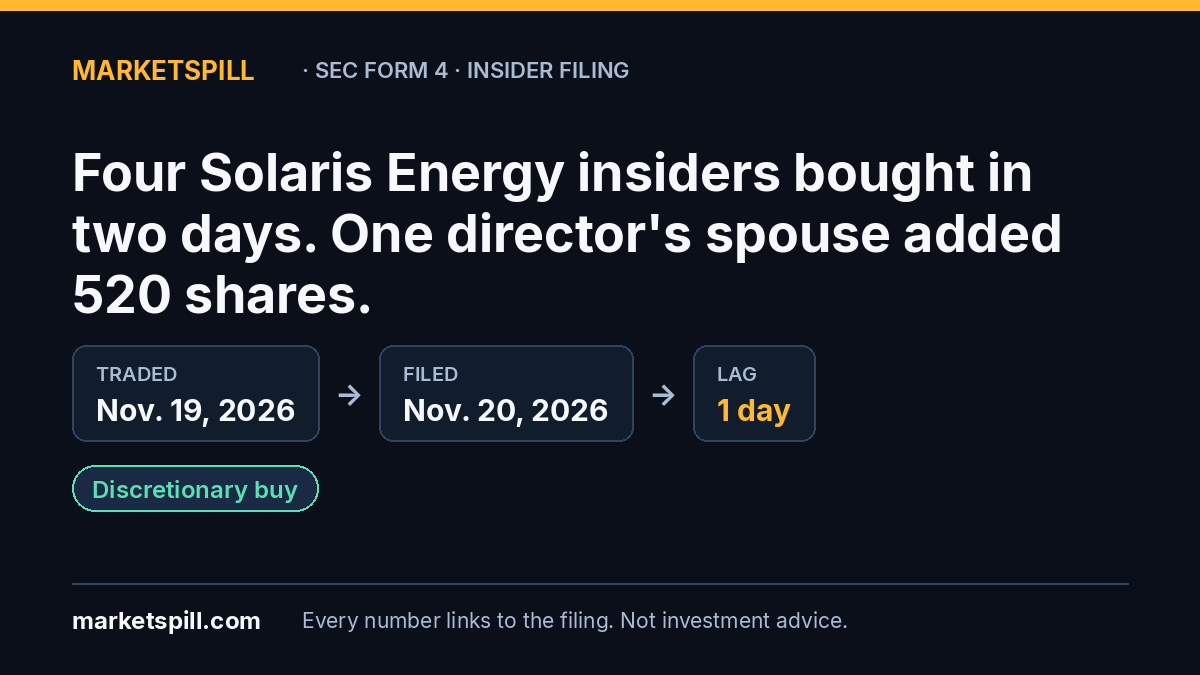 MARKETSPILL · SEC FORM 4 · INSIDER FILING
Four Solaris Energy insiders bought in
two days. One director's spouse added
520 shares.
TRADED
Nov. 19, 2026
→
FILED
Nov. 20, 2026
→
LAG
1 day
Discretionary buy
marketspill.com Every number links to the filing. Not investment advice.